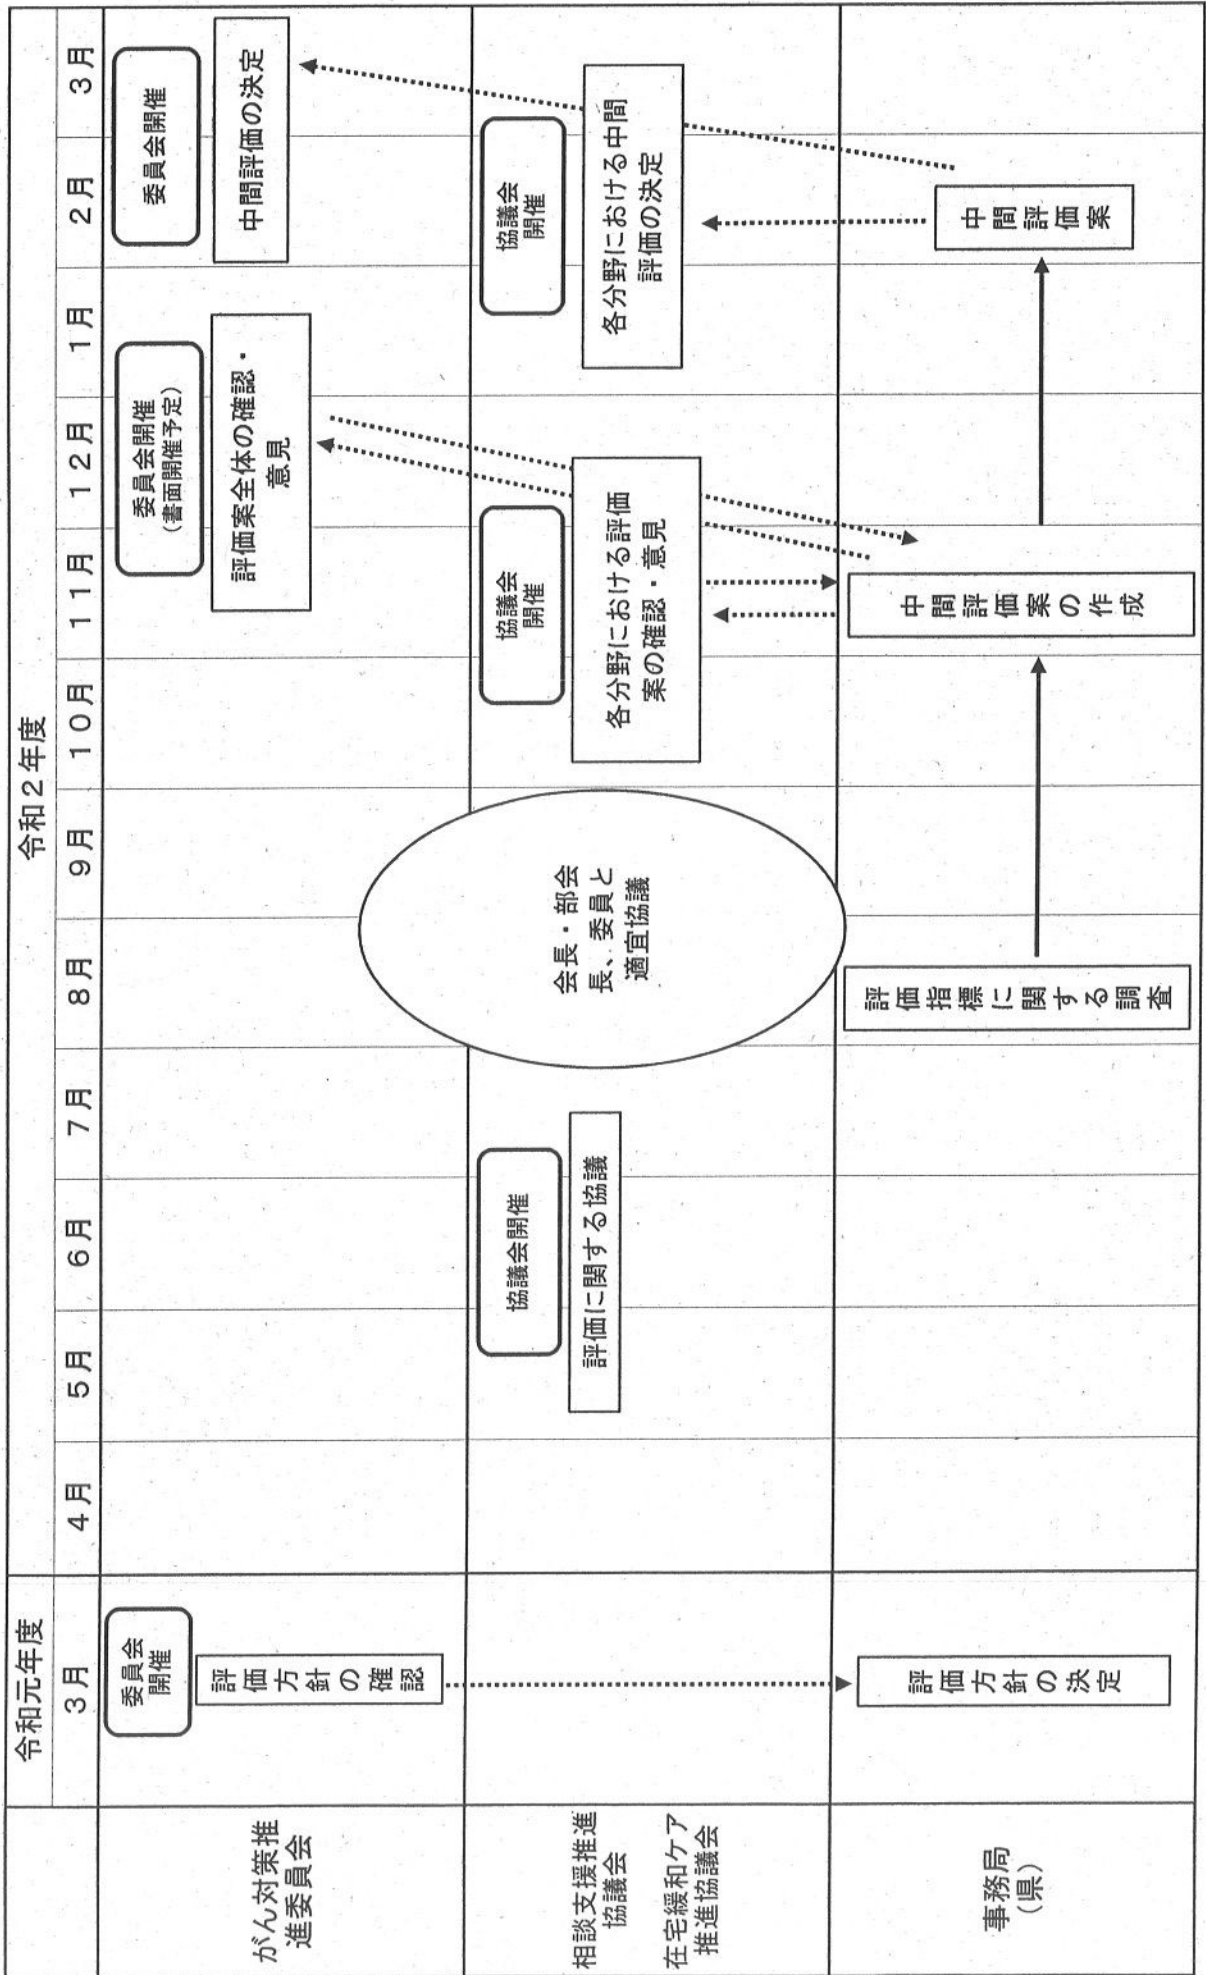 令和元年度
令和２年度
３月
４月
５月
６月
７月
８月
９月
１０月
１１月
１２月
１月
２月
３月
がん対策推
進委員会
委員会
開催
評価方針の確認
委員会開催
（書面開催予定）
評価案全体の確認・
意見
委員会開催
中間評価の決定
相談支援推進
協議会
在宅緩和ケア
推進協議会
協議会開催
評価に関する協議
会長・部会
長、委員と
適宜協議
協議会
開催
各分野における評価
案の確認・意見
協議会
開催
各分野における中間
評価の決定
事務局
（県）
評価方針の決定
評価指標に関する調査
中間評価案の作成
中間評価案